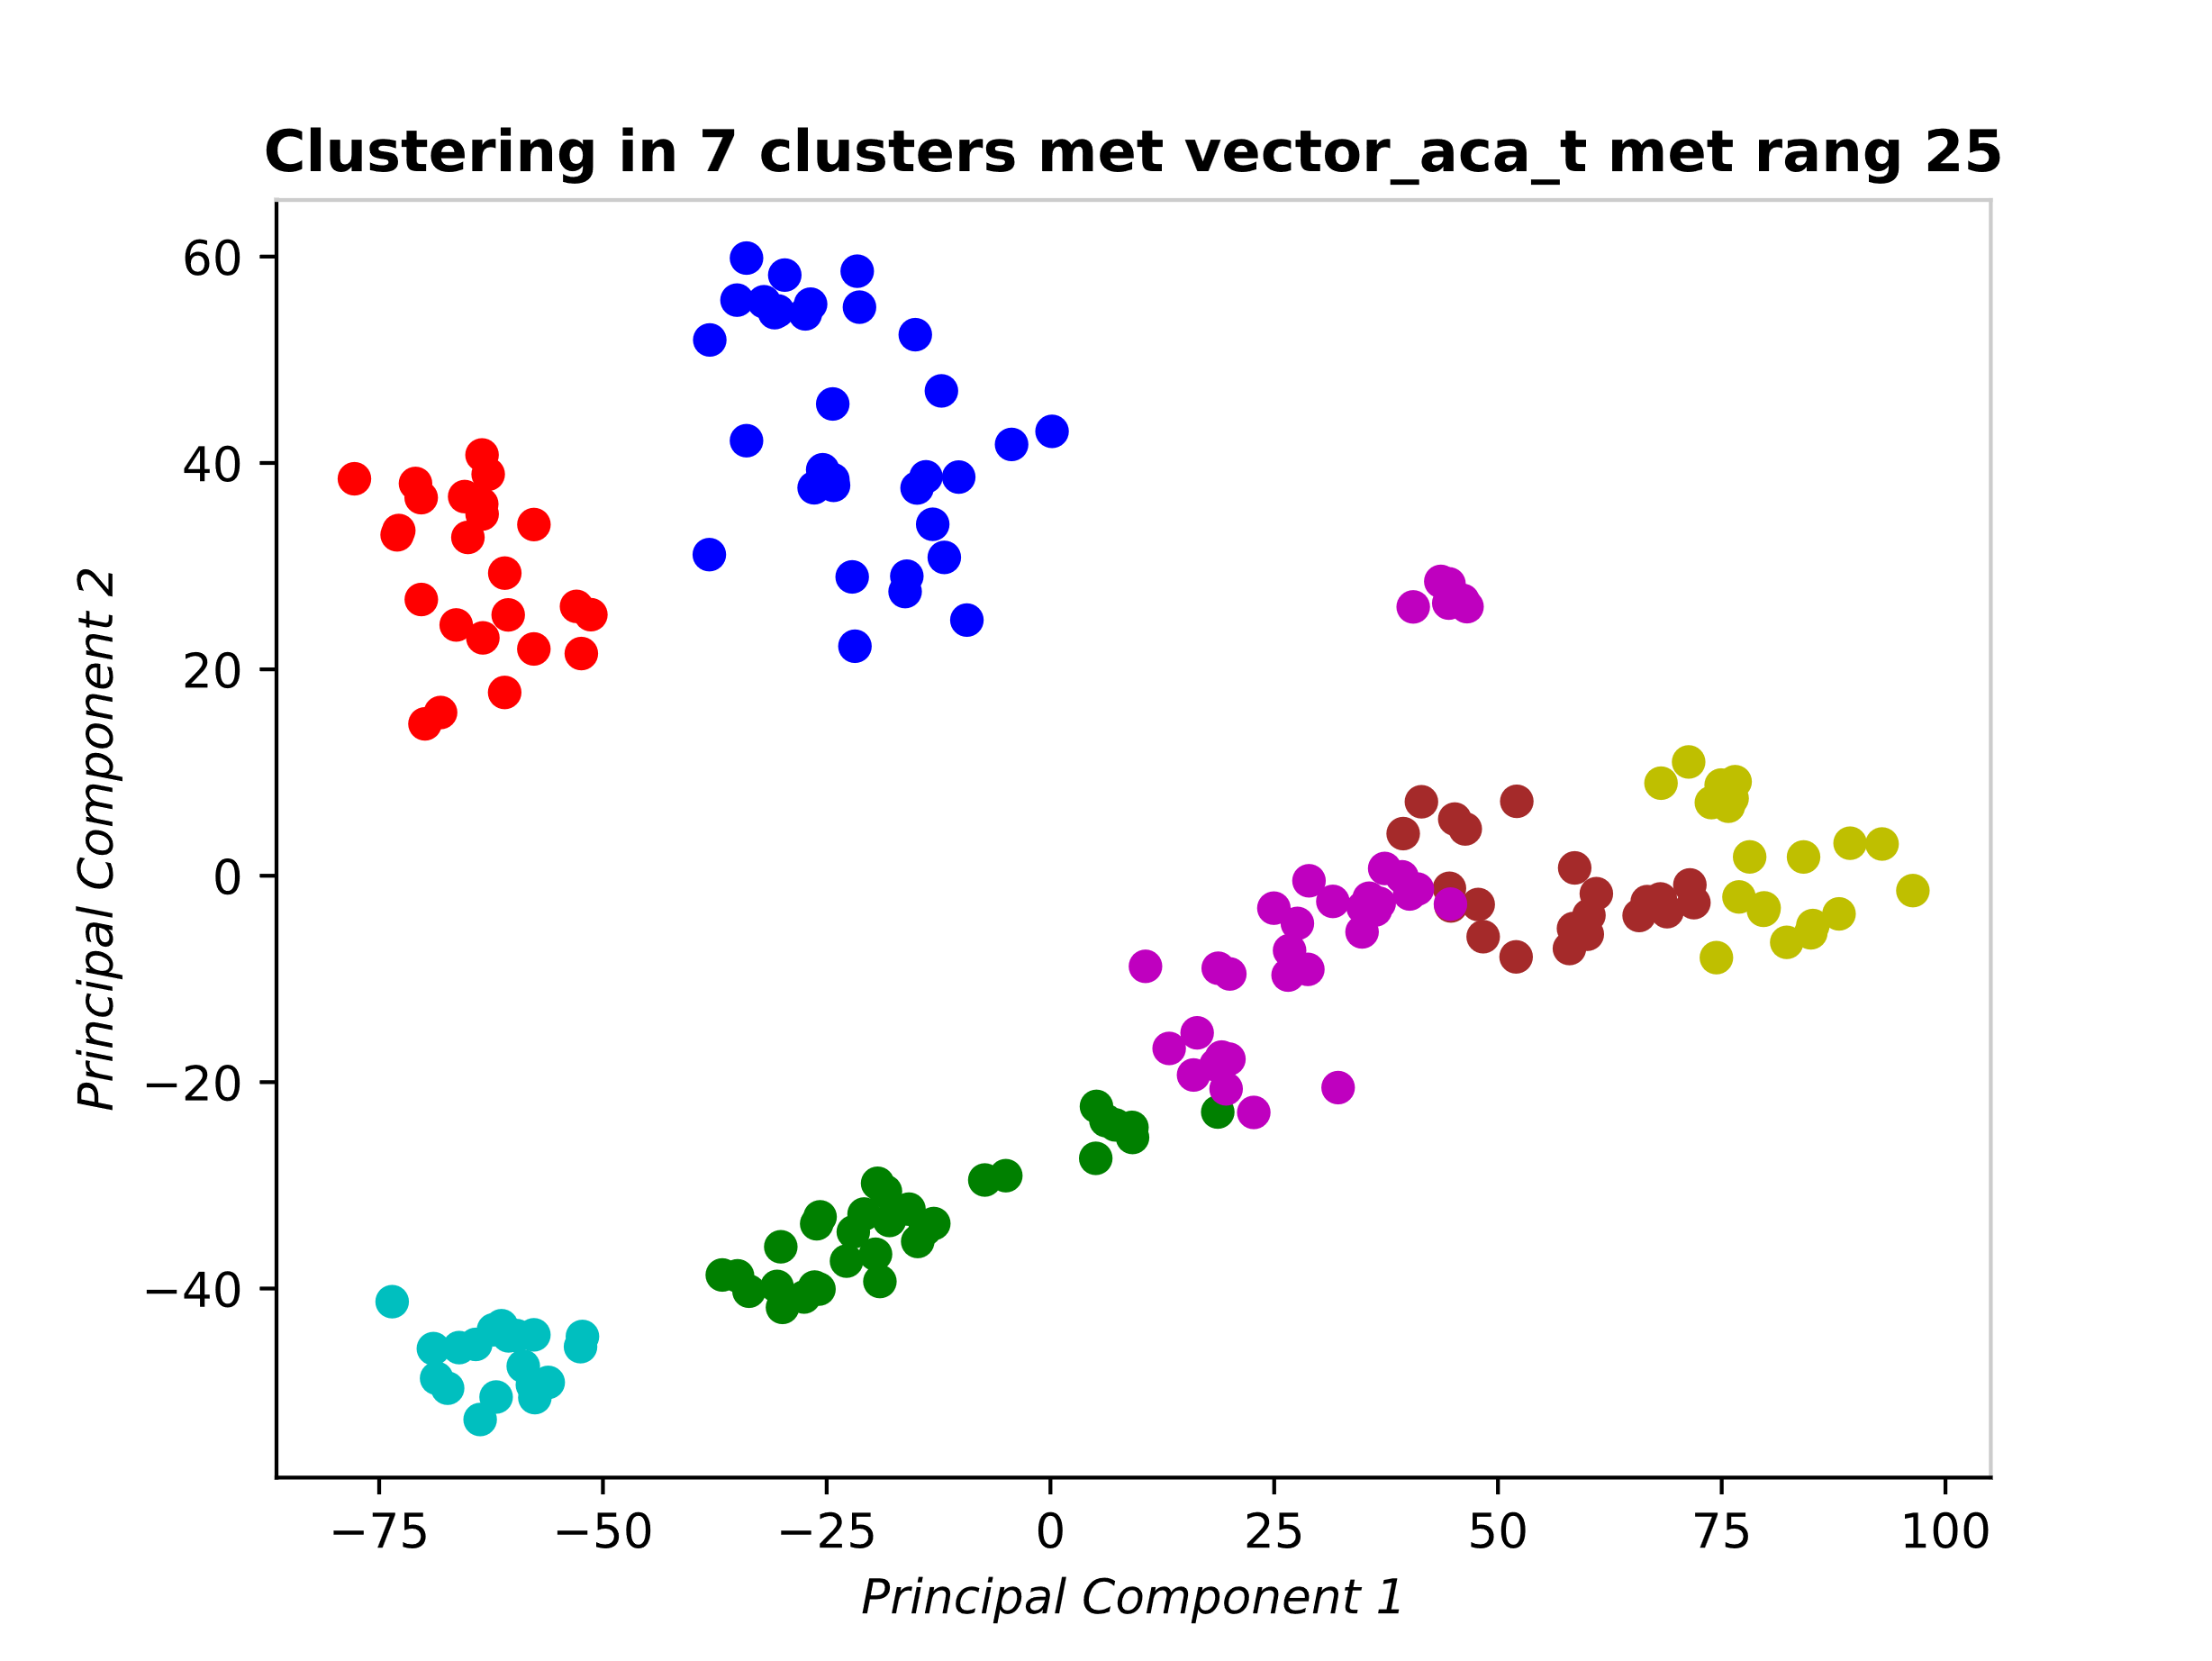 Clustering in 7 clusters met vector_aca_t met rang 25
60
40
20
0
−20
−40
Principal Component 2
−75 −50 −25 0 25 50 75 100
Principal Component 1